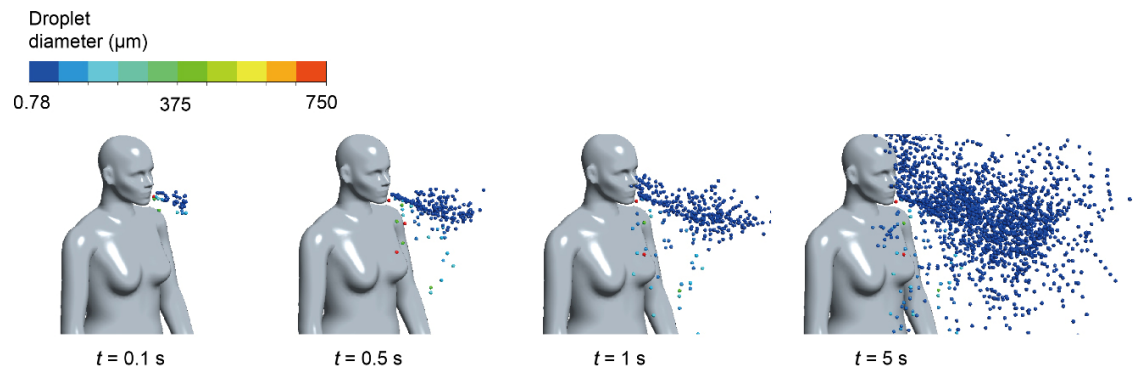 Droplet
diameter (µm)
0.78 375 750
t = 0.1 s t = 0.5 s t = 1 s t = 5 s